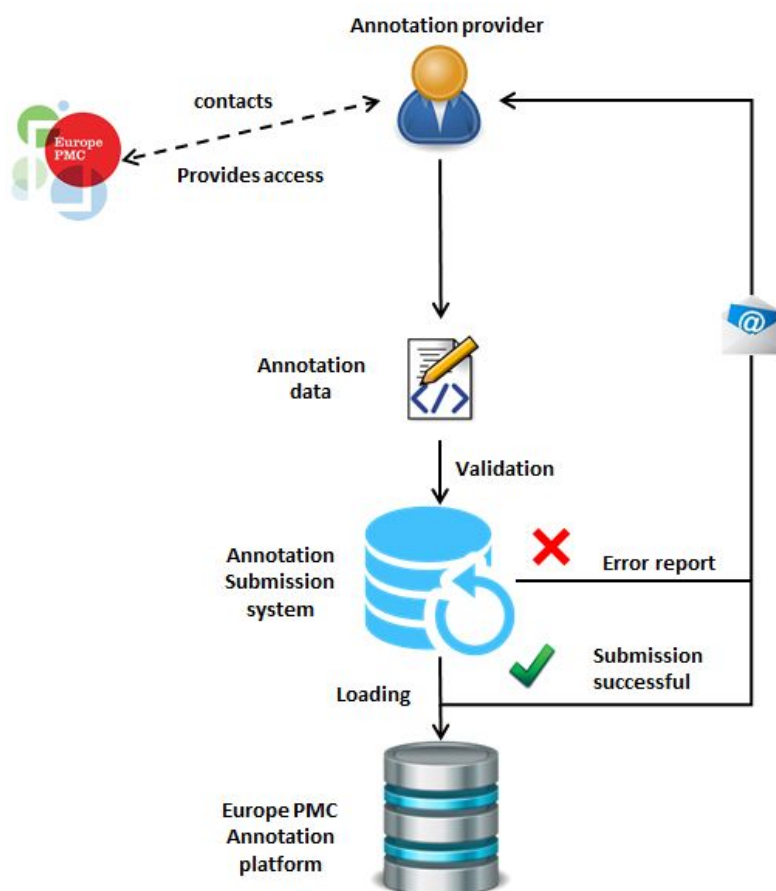 Annotation provider
contacts
Europe
PMC
Provides access
@
Annotation
data
</>
Validation
Annotation
Submission
system
Error report
Submission
successful
Loading
Europe PMC
Annotation
platform